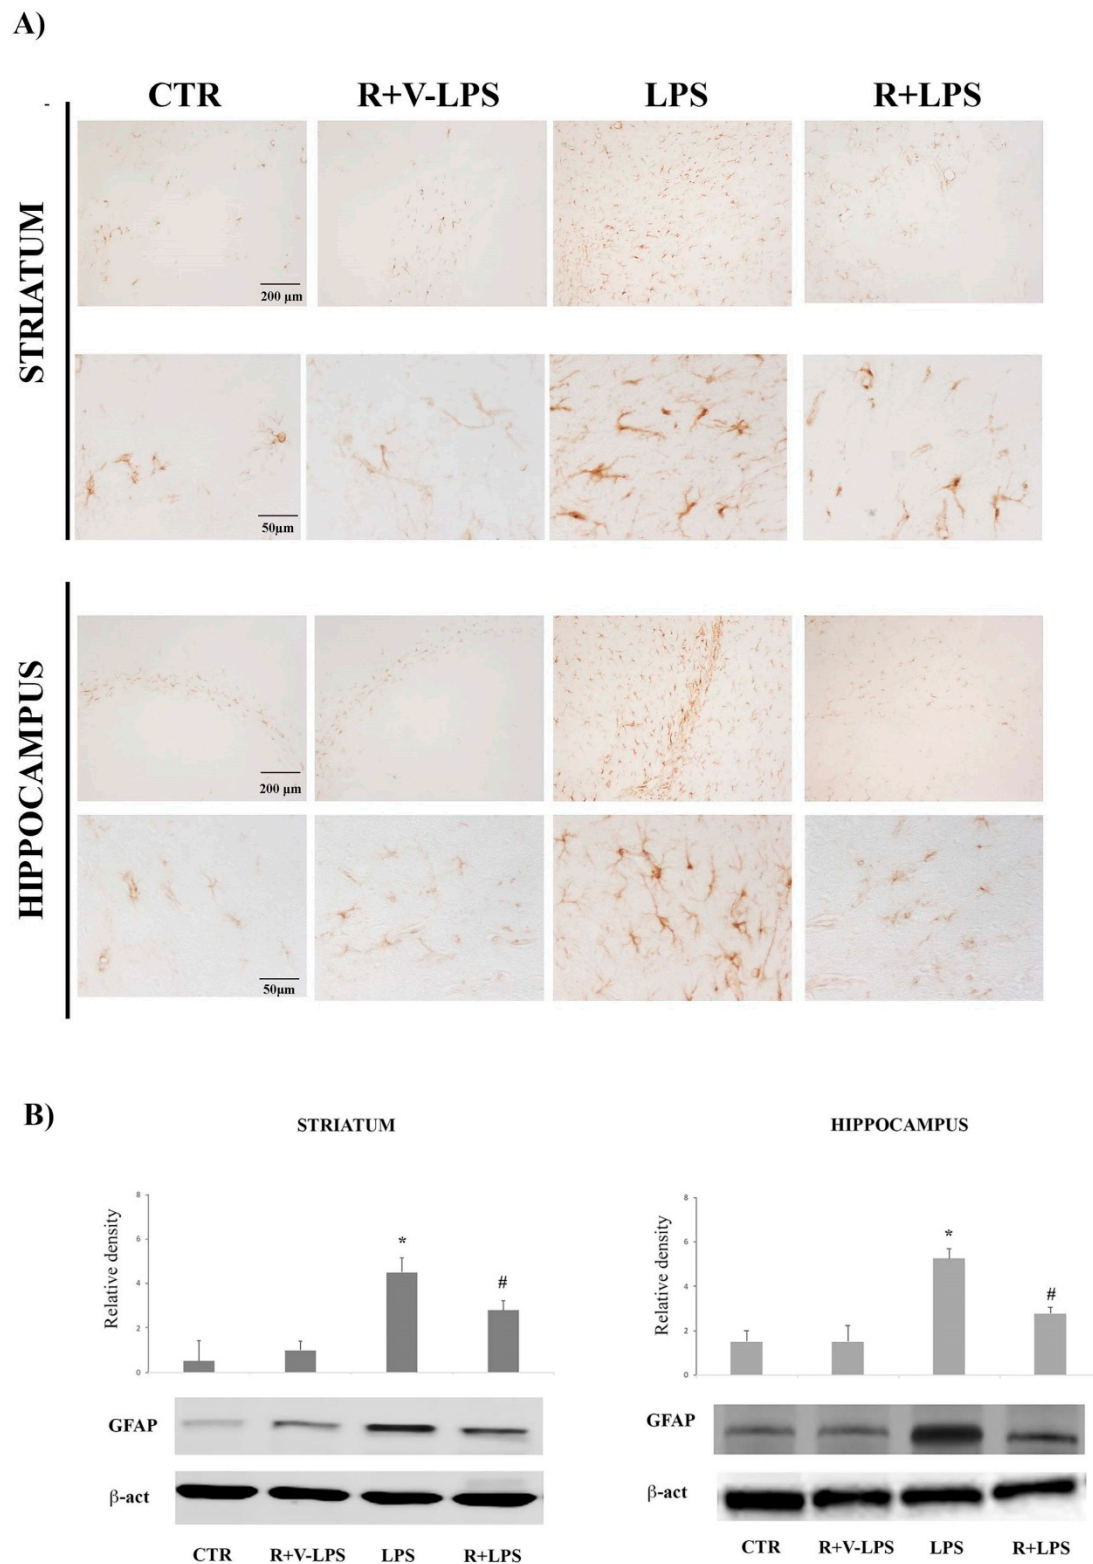 A)
CTR R+V-LPS LPS R+LPS
-
STRIATUM
200 µm
50µm
HIPPOCAMPUS
200 µm
50µm
B)
STRIATUM
Relative density
8
6
4
2
0
*
#
GFAP
β-act
CTR R+V-LPS LPS R+LPS
HIPPOCAMPUS
Relative density
8
6
4
2
0
*
#
GFAP
β-act
CTR R+V-LPS LPS R+LPS